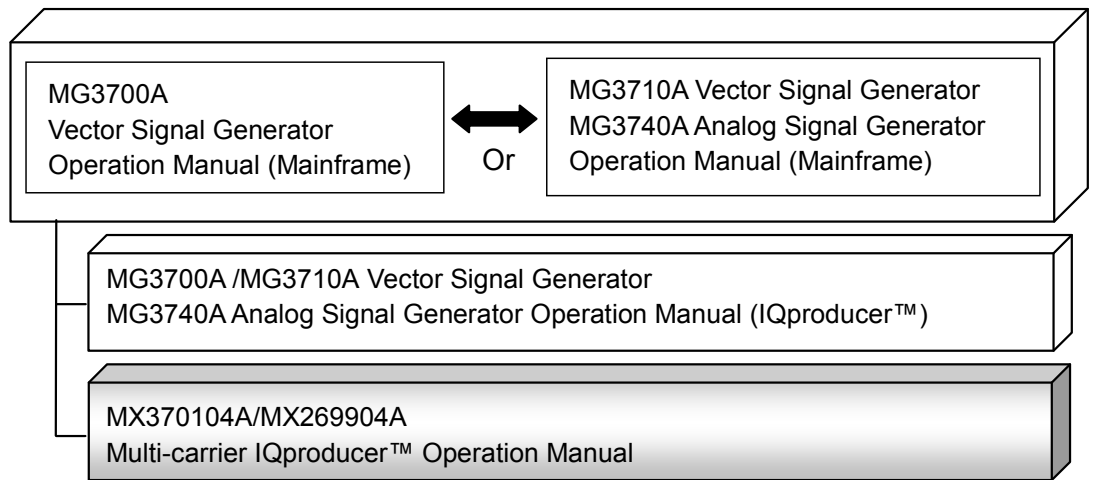 MG3700A
Vector Signal Generator
Operation Manual (Mainframe)
Or
MG3710A Vector Signal Generator
MG3740A Analog Signal Generator
Operation Manual (Mainframe)
MG3700A /MG3710A Vector Signal Generator
MG3740A Analog Signal Generator Operation Manual (IQproducer™)
MX370104A/MX269904A
Multi-carrier IQproducer™ Operation Manual